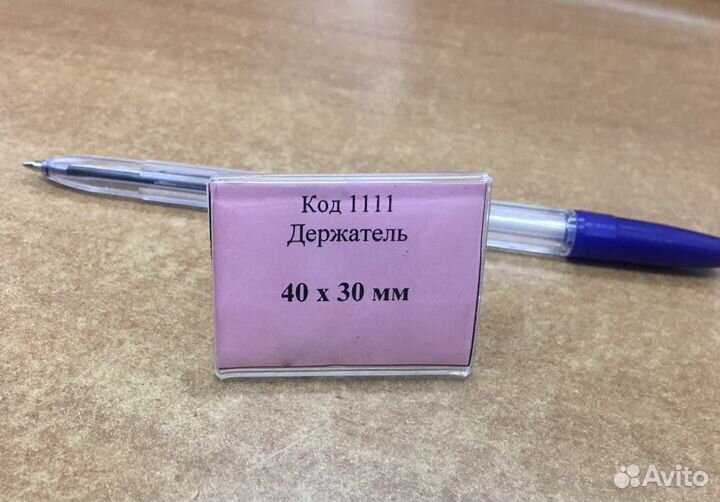 Код 1111
Держатель
40 x 30 мм
Avito